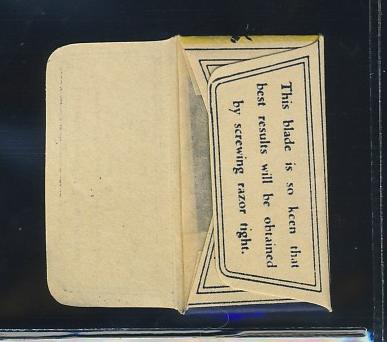 This blade is so keen that
best results will be obtained
by screwing razor tight.